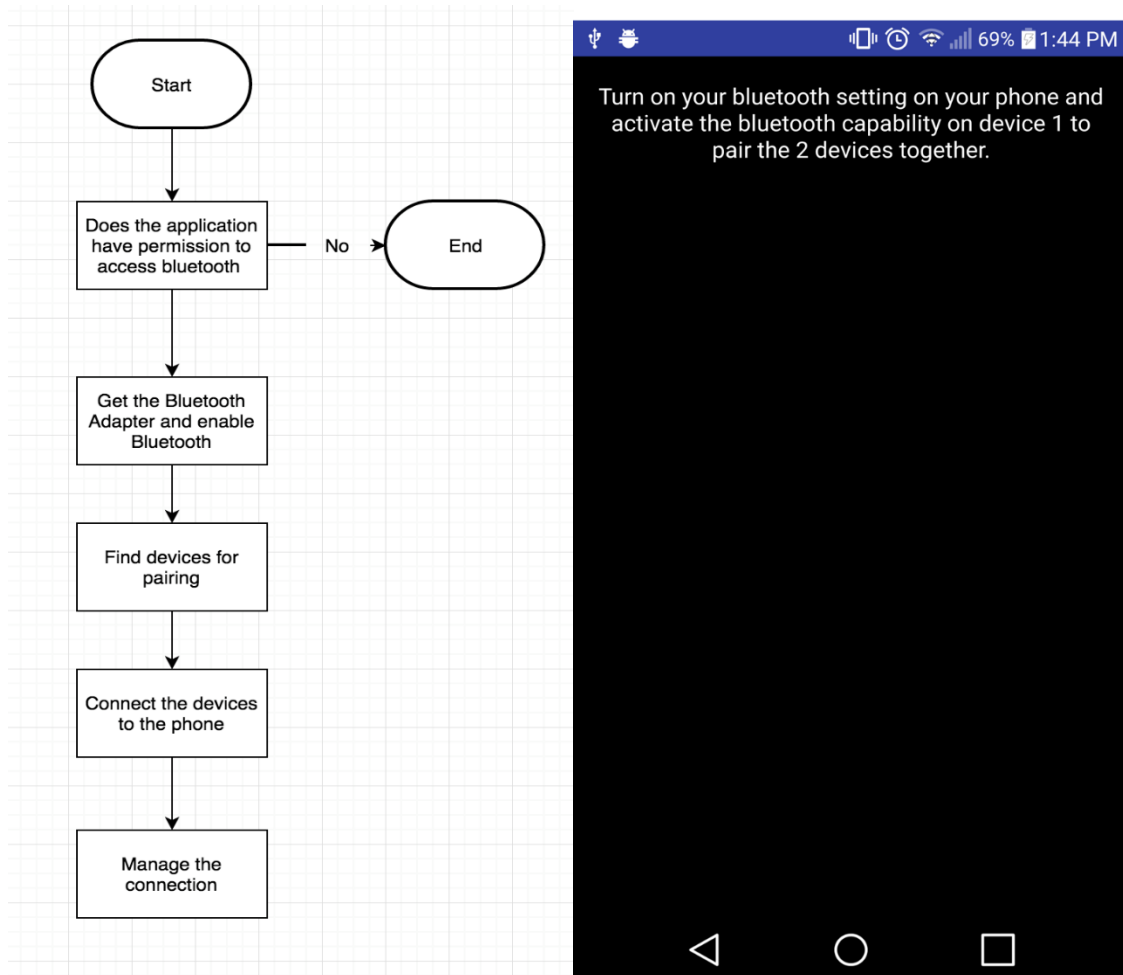 Start
Does the application
have permission to
access bluetooth
No
End
Get the Bluetooth
Adapter and enable
Bluetooth
Find devices for
pairing
Connect the devices
to the phone
Manage the
connection
69% 1:44 PM
Turn on your bluetooth setting on your phone and
activate the bluetooth capability on device 1 to
pair the 2 devices together.